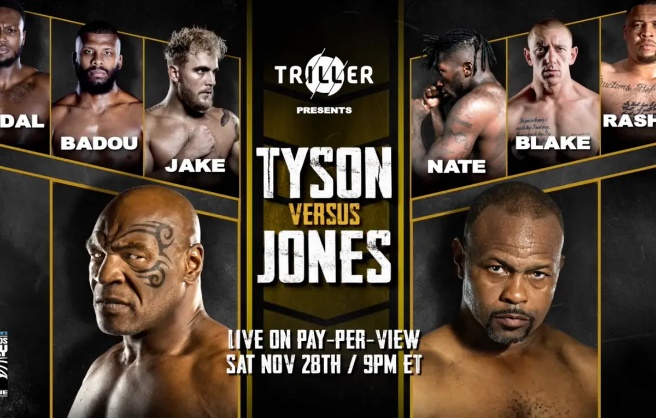 TRILLER
PRESENTS
DAL
BADOU
JAKE
NATE
BLAKE
RASH
TYSON
VERSUS
JONES
LIVE ON PAY-PER-VIEW
SAT NOV 28TH / 9PM ET